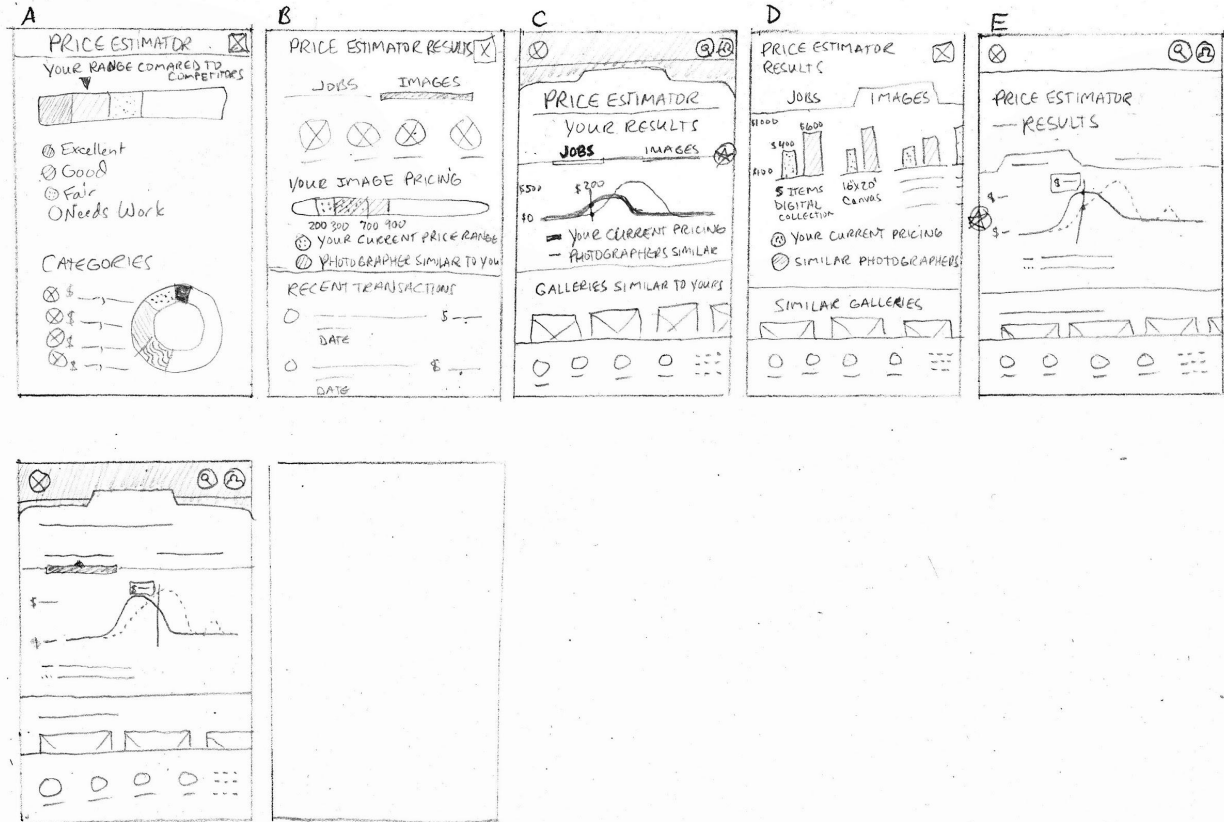 A
PRICE ESTIMATOR
YOUR RANGE COMARED TO
COMPETITORS
Excellent
Good
Fair
Needs Work
CATEGORIES
$
$
$
$
B
PRICE ESTIMATOR RESULTS
JOBS IMAGES
YOUR IMAGE PRICING
200 300 700 900
YOUR CURRENT PRICE RANGE
PHOTOGRAPHER SIMILAR TO YOU
RECENT TRANSACTIONS
$
DATE
$
DATE
C
PRICE ESTIMATOR
YOUR RESULTS
JOBS IMAGES
$500 $200
$0
YOUR CURRENT PRICING
PHOTOGRAPHERS SIMILAR
GALLERIES SIMILAR TO YOURS
D
PRICE ESTIMATOR
RESULTS
JOBS IMAGES
$1000 $600
$400
$100
5 ITEMS
DIGITAL
COLLECTION
16x20"
Canvas
YOUR CURRENT PRICING
SIMILAR PHOTOGRAPHERS
SIMILAR GALLERIES
E
PRICE ESTIMATOR
RESULTS
$
$
$
$
$
$